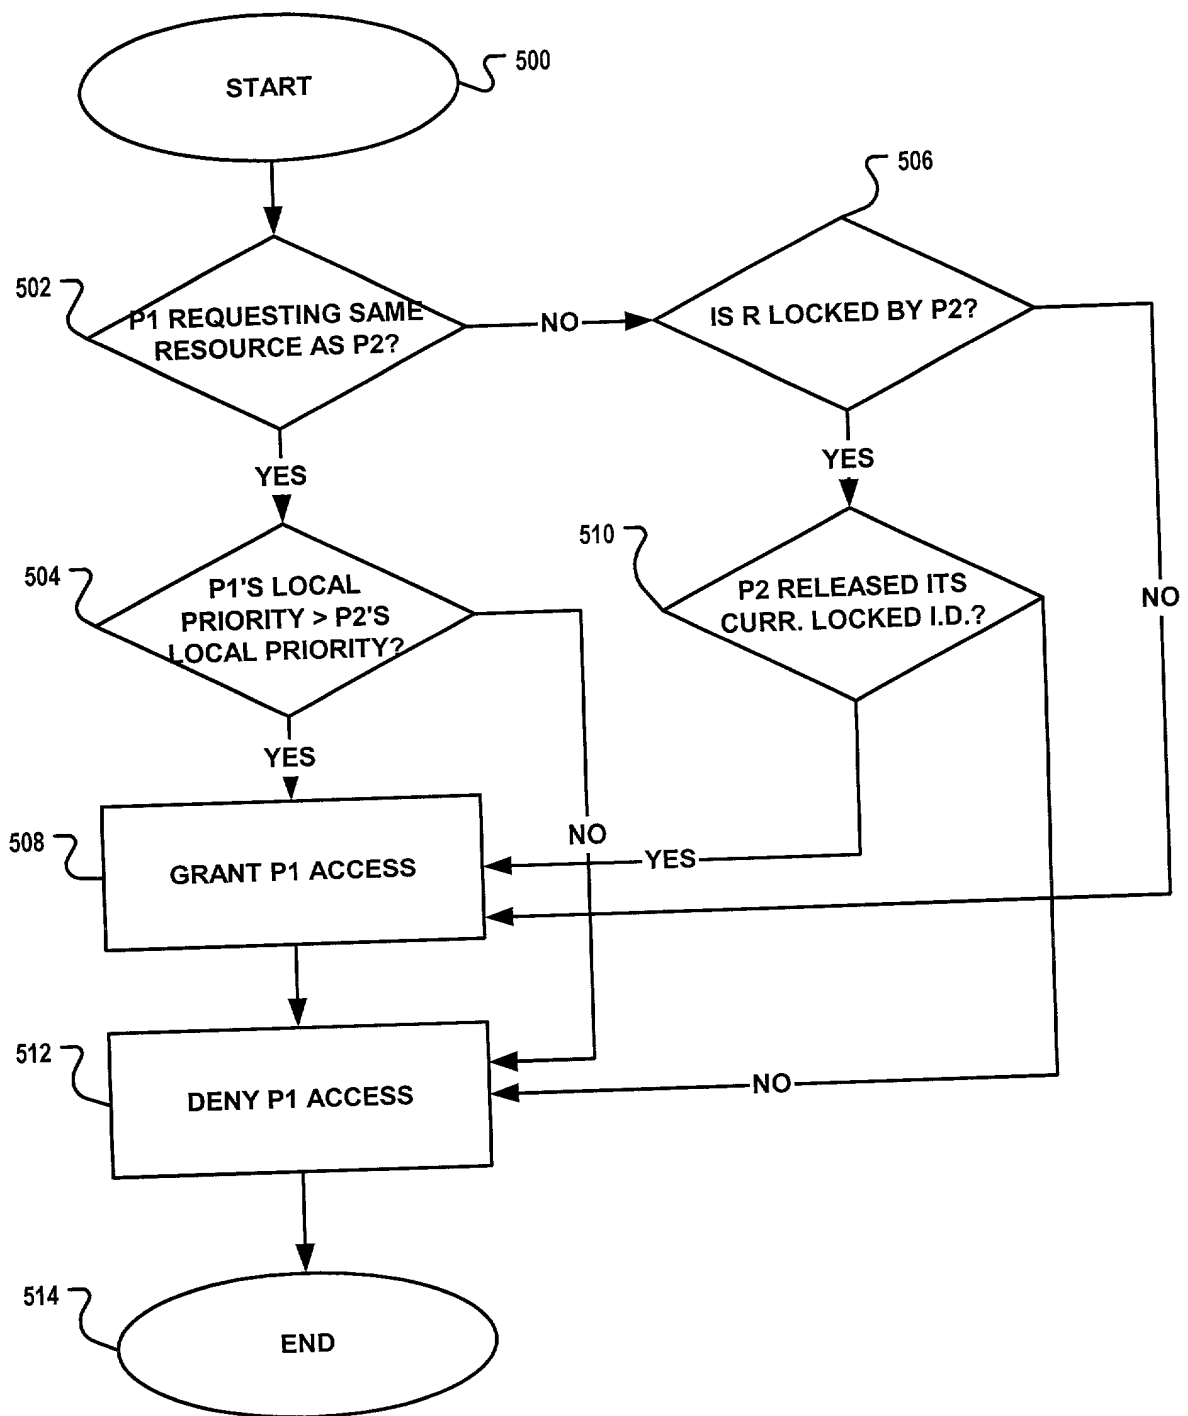 START
500
506
502
P1 REQUESTING SAME
RESOURCE AS P2?
NO
IS R LOCKED BY P2?
YES
YES
504
P1'S LOCAL
PRIORITY > P2'S
LOCAL PRIORITY?
510
P2 RELEASED ITS
CURR. LOCKED I.D.?
NO
YES
NO
508
GRANT P1 ACCESS
YES
512
DENY P1 ACCESS
NO
514
END